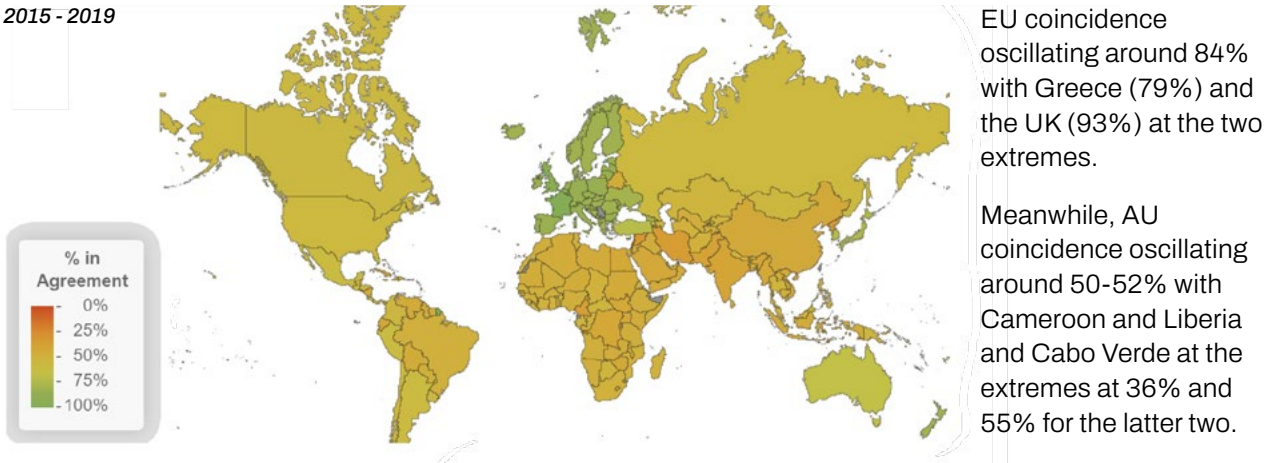 2015 - 2019
% in
Agreement
0%
25%
50%
75%
100%
EU coincidence
oscillating around 84%
with Greece (79%) and
the UK (93%) at the two
extremes.
Meanwhile, AU
coincidence oscillating
around 50-52% with
Cameroon and Liberia
and Cabo Verde at the
extremes at 36% and
55% for the latter two.